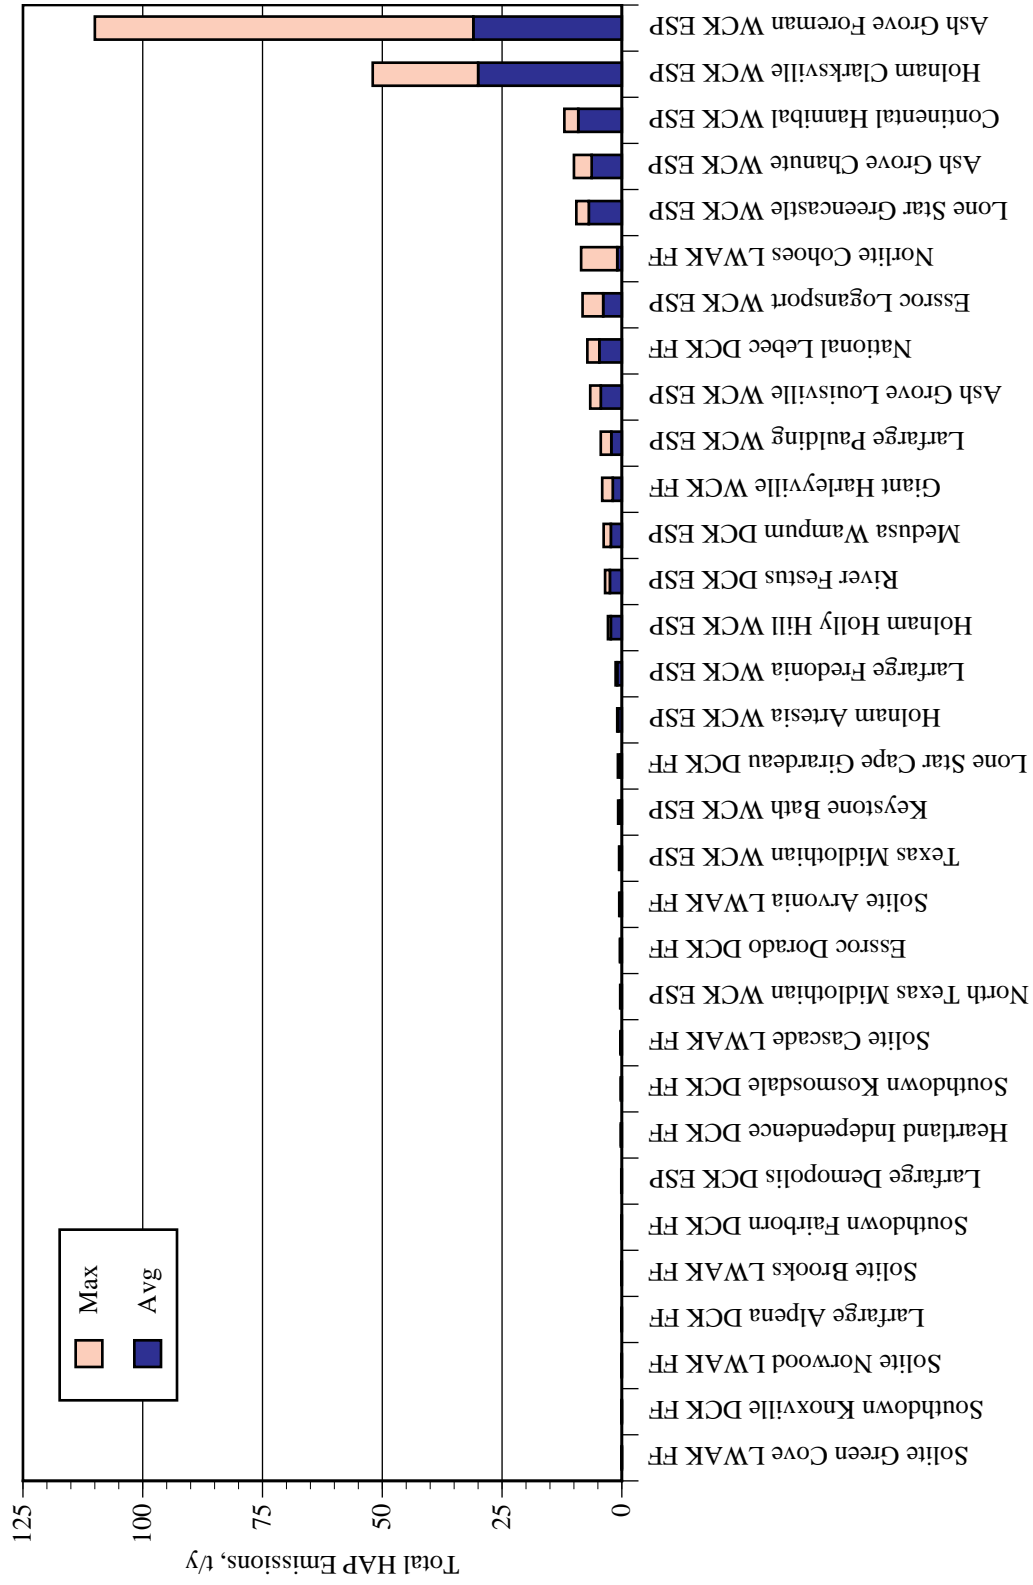 Total HAP Emissions, t/y
125
100
75
50
25
0
Max
Avg
Solite Green Cove LWAK FF
Southdown Knoxville DCK FF
Solite Norwood LWAK FF
Larfarge Alpena DCK FF
Solite Brooks LWAK FF
Southdown Fairborn DCK FF
Larfarge Demopolis DCK ESP
Heartland Independence DCK FF
Southdown Kosmosdale DCK FF
Solite Cascade LWAK FF
North Texas Midlothian WCK ESP
Essroc Dorado DCK FF
Solite Arvonia LWAK FF
Texas Midlothian WCK ESP
Keystone Bath WCK ESP
Lone Star Cape Girardeau DCK FF
Holnam Artesia WCK ESP
Larfarge Fredonia WCK ESP
Holnam Holly Hill WCK ESP
River Festus DCK ESP
Medusa Wampum DCK ESP
Giant Harleyville WCK FF
Larfarge Paulding WCK ESP
Ash Grove Louisville WCK ESP
National Lebec DCK FF
Essroc Logansport WCK ESP
Norlite Cohoes LWAK FF
Lone Star Greencastle WCK ESP
Ash Grove Chanute WCK ESP
Continental Hannibal WCK ESP
Holnam Clarksville WCK ESP
Ash Grove Foreman WCK ESP